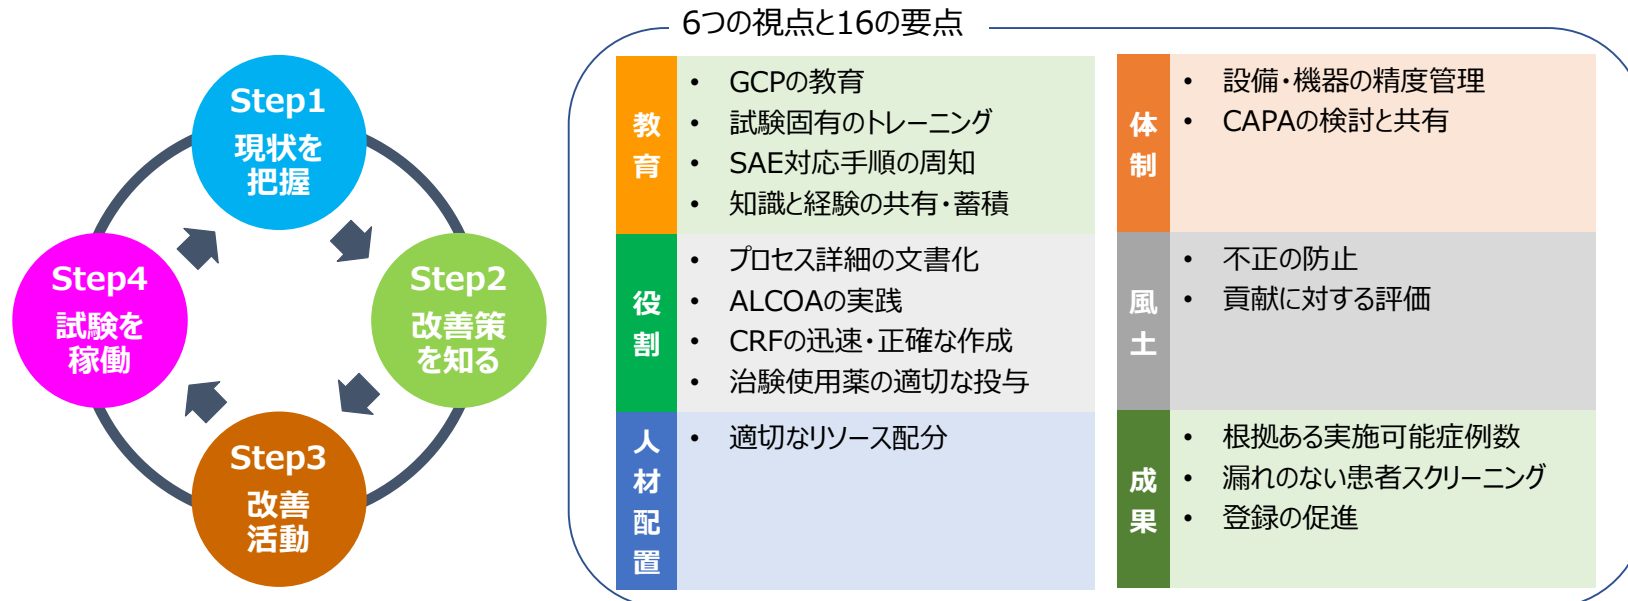 Step1
現状を
把握
Step2
改善策
を知る
Step3
改善
活動
Step4
試験を
稼働
6つの視点と16の要点
教育
• GCPの教育
• 試験固有のトレーニング
• SAE対応手順の周知
• 知識と経験の共有・蓄積
役割
• プロセス詳細の文書化
• ALCOAの実践
• CRFの迅速・正確な作成
• 治験使用薬の適切な投与
人材配置
• 適切なリソース配分
体制
• 設備・機器の精度管理
• CAPAの検討と共有
風土
• 不正の防止
• 貢献に対する評価
成果
• 根拠ある実施可能症例数
• 漏れのない患者スクリーニング
• 登録の促進